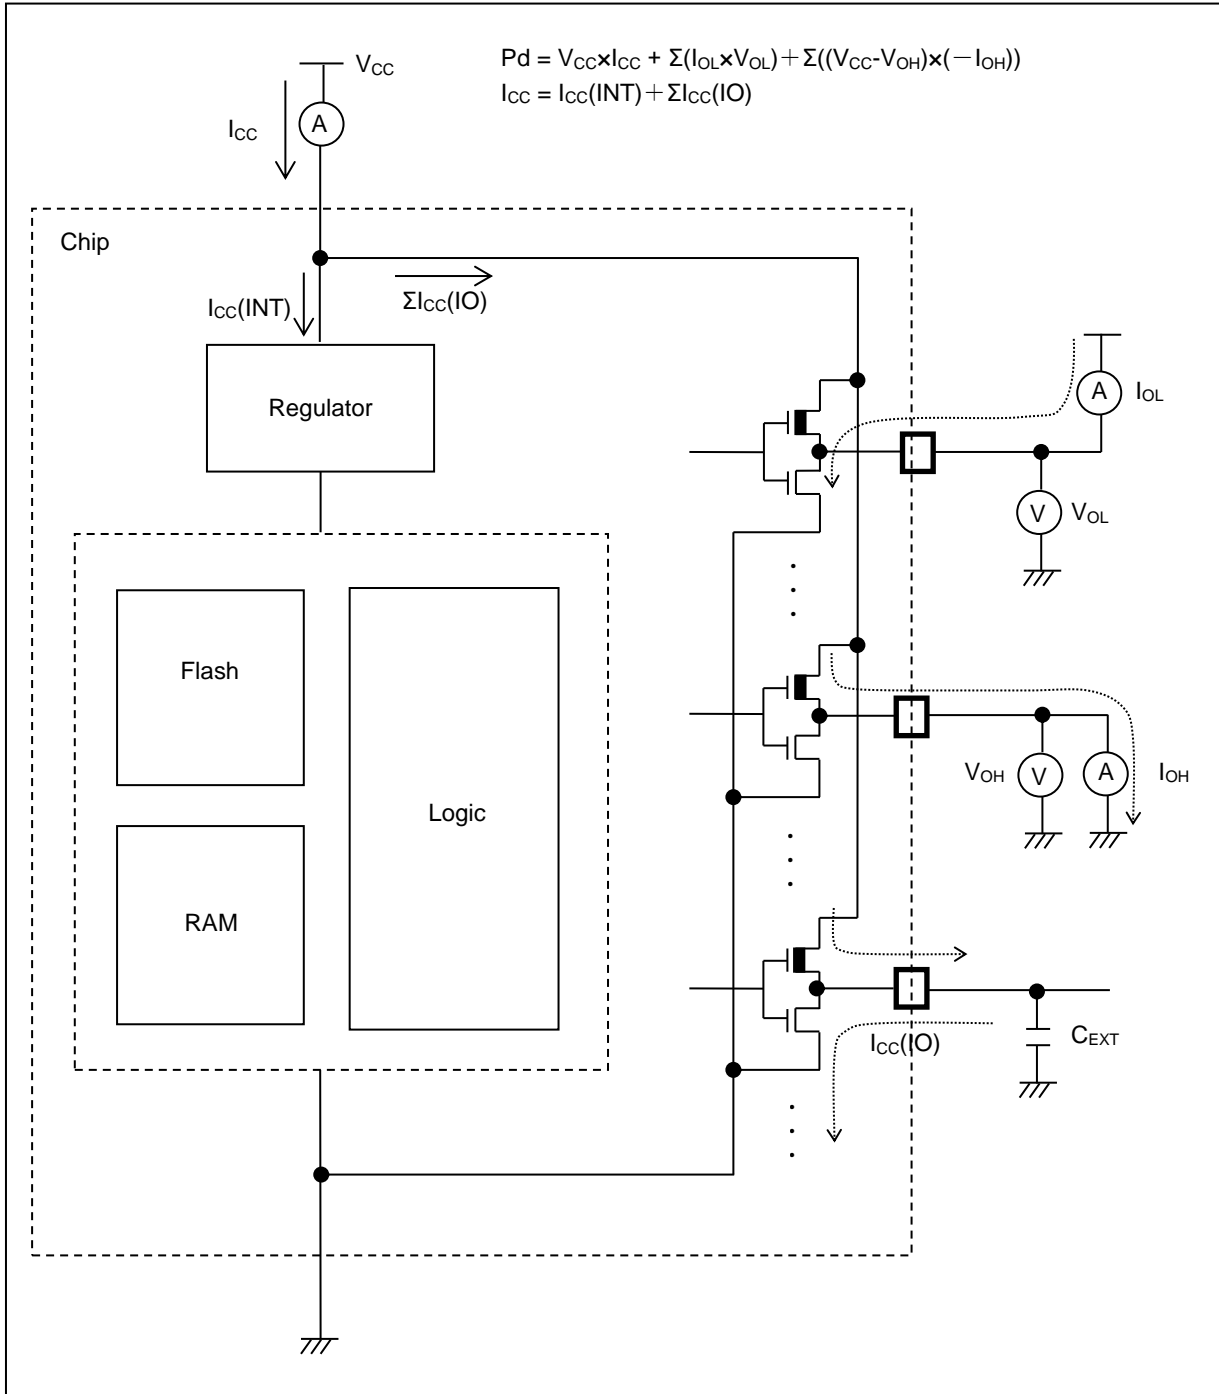 Pd = VCC×ICC + Σ(IOL×VOL)+Σ((VCC-VOH)×(-IOH))
ICC = ICC(INT)+ΣICC(IO)
VCC
A
ICC
Chip
ICC(INT)
ΣICC(IO)
Regulator
A
IOL
V
VOL
Flash
Logic
RAM
VOH
V
A
IOH
ICC(IO)
CEXT